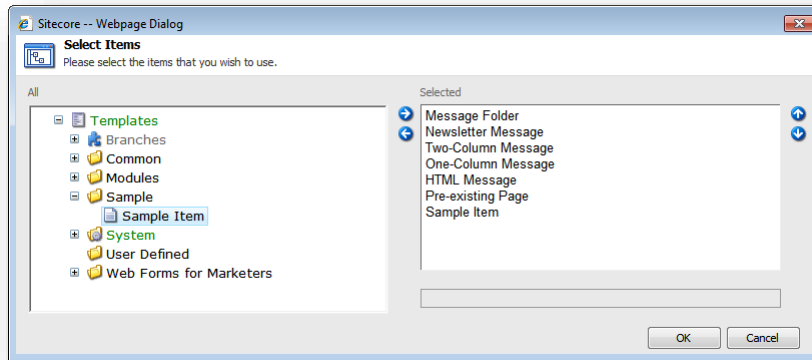 Sitecore -- Webpage Dialog
Select Items
Please select the items that you wish to use.
All
Templates
Branches
Common
Modules
Sample
Sample Item
System
User Defined
Web Forms for Marketers
Selected
Message Folder
Newsletter Message
Two-Column Message
One-Column Message
HTML Message
Pre-existing Page
Sample Item
OK
Cancel